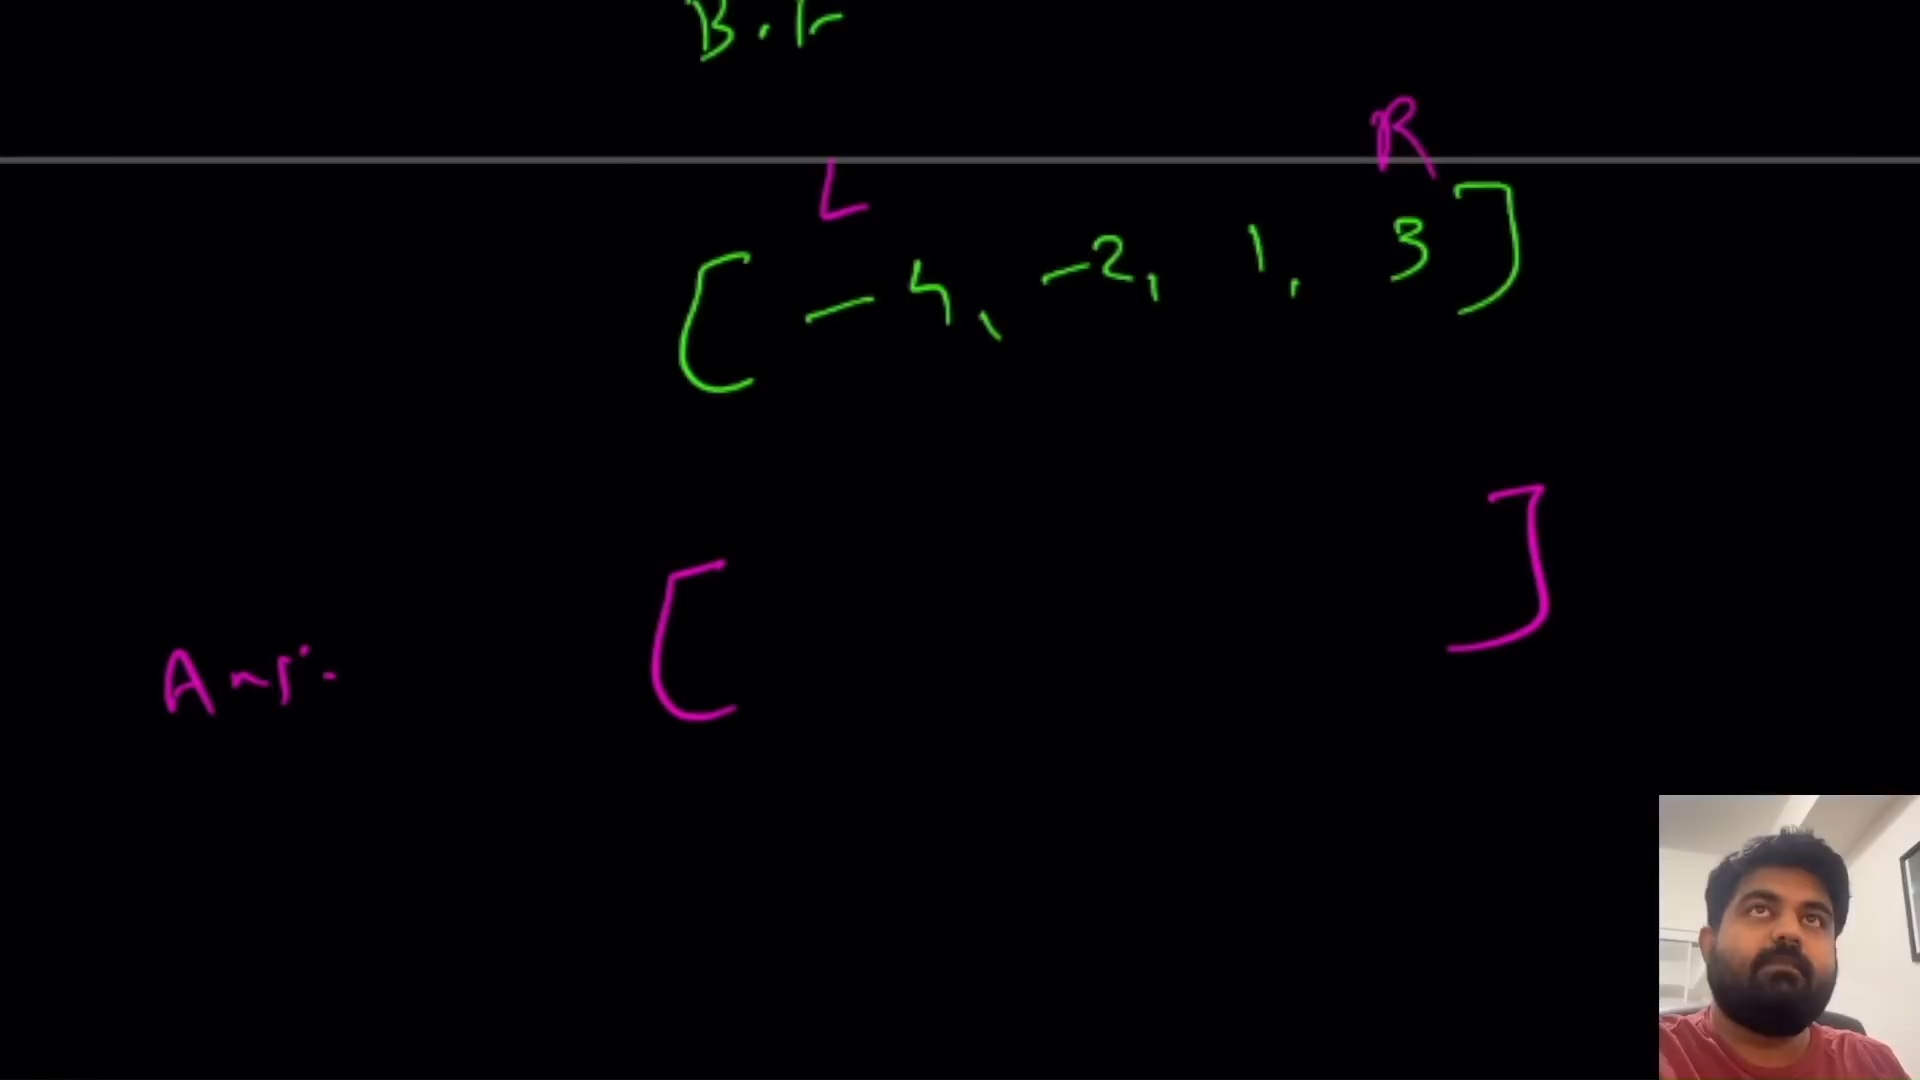 R
L
[ -4, -2, 1, 3 ]
[ ]
Ans: